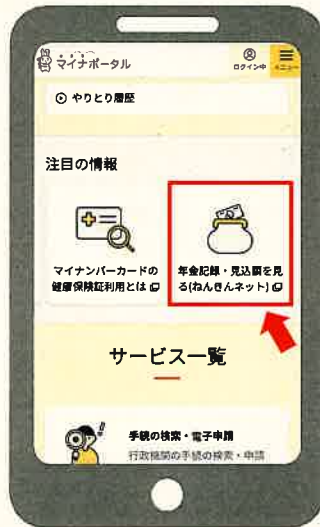 マイナポータル
ログイン中
メニュー
やりとり履歴
注目の情報
マイナンバーカードの
健康保険証利用とは
年金記録・見込額を見
る(ねんきんネット)
サービス一覧
手続の検索・電子申請
行政機関の手続の検索・申請